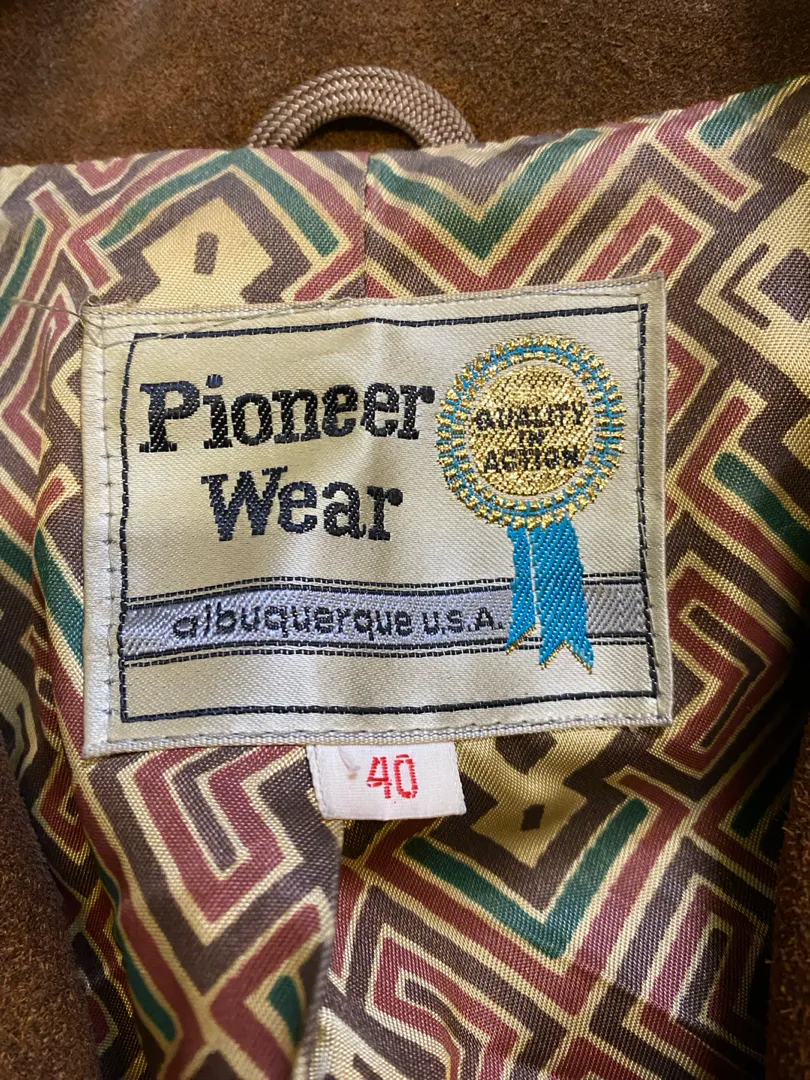 Pioneer
Wear
QUALITY
IN
ACTION
albuquerque U.S.A.
40